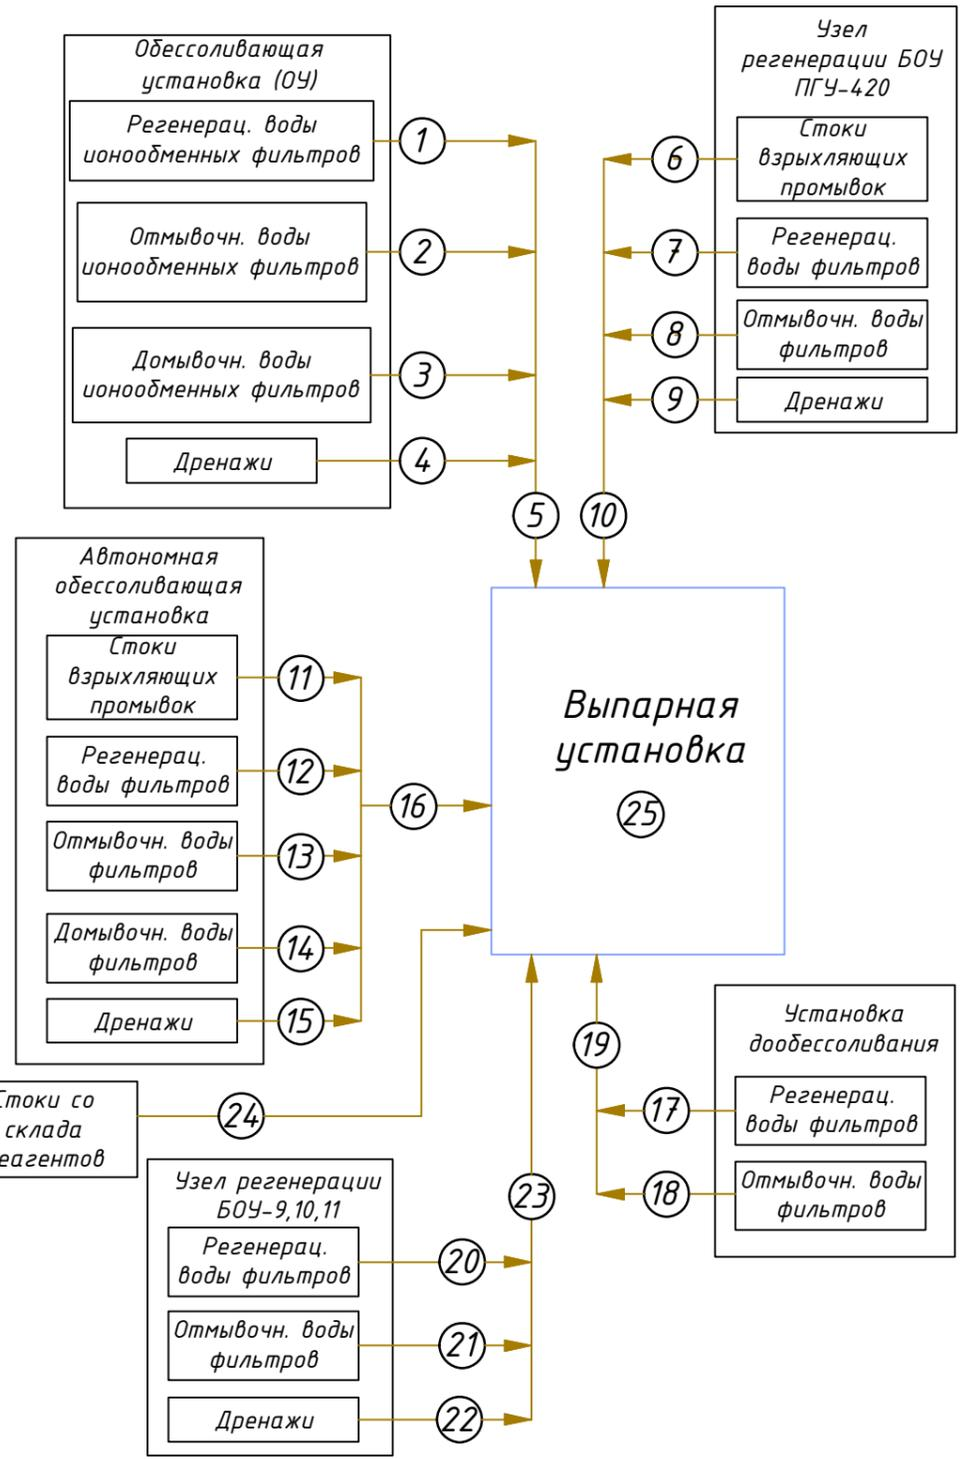 Обессоливающая
установка (ОУ)
Регенерац. воды
ионообменных фильтров
1
Отмывочн. воды
ионообменных фильтров
2
Домывочн. воды
ионообменных фильтров
3
Дренажи
4
5
Узел
регенерации БОУ
ПГУ-420
Стоки
взрыхляющих
промывок
6
Регенерац.
воды фильтров
7
Отмывочн. воды
фильтров
8
Дренажи
9
10
Автономная
обессоливающая
установка
Стоки
взрыхляющих
промывок
11
Регенерац.
воды фильтров
12
Отмывочн. воды
фильтров
13
Домывочн. воды
фильтров
14
Дренажи
15
16
Выпарная
установка
25
Установка
дообессоливания
Регенерац.
воды фильтров
17
Отмывочн. воды
фильтров
18
19
Стоки со
склада
еагентов
24
Узел регенерации
БОУ-9,10,11
Регенерац.
воды фильтров
20
Отмывочн. воды
фильтров
21
Дренажи
22
23